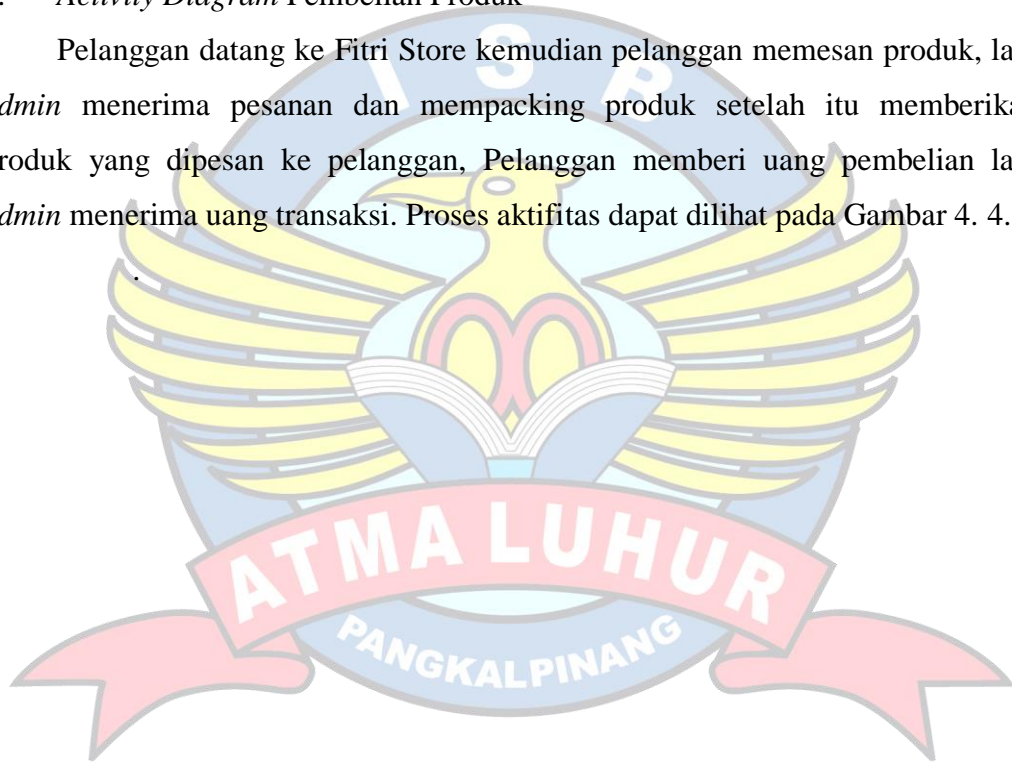 . Activity Diagram Pembelian Produk
Pelanggan datang ke Fitri Store kemudian pelanggan memesan produk, la
dmin menerima pesanan dan mempacking produk setelah itu memberika
roduk yang dipesan ke pelanggan, Pelanggan memberi uang pembelian la
dmin menerima uang transaksi. Proses aktifitas dapat dilihat pada Gambar 4. 4.
.
I S B
ATMA LUHUR
PANGKALPINANG